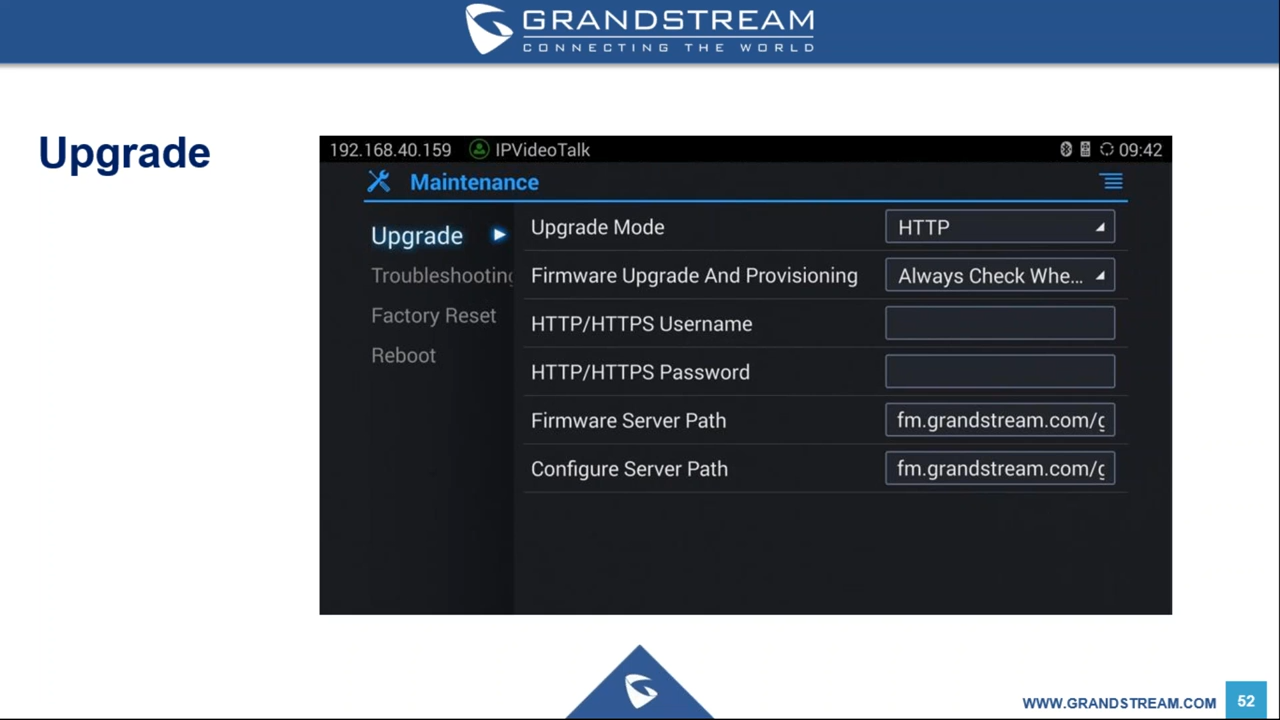 GRANDSTREAM
CONNECTING THE WORLD
Upgrade
192.168.40.159 IPVideoTalk 09:42
Maintenance
Upgrade
Troubleshooting
Factory Reset
Reboot
Upgrade Mode HTTP
Firmware Upgrade And Provisioning Always Check Whe...
HTTP/HTTPS Username
HTTP/HTTPS Password
Firmware Server Path fm.grandstream.com/g
Configure Server Path fm.grandstream.com/g
WWW.GRANDSTREAM.COM 52